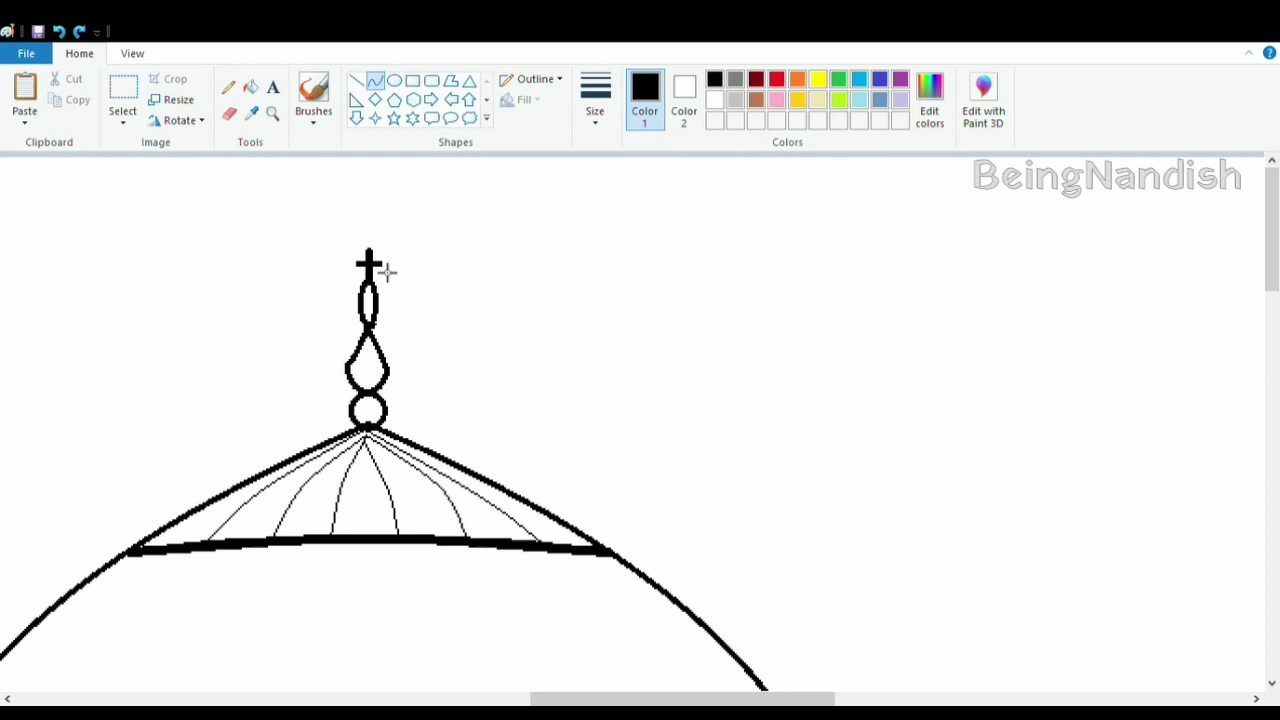 File Home View
Paste
Cut
Copy
Clipboard
Select
Crop
Resize
Rotate
Image
A
Tools
Brushes
Shapes
Outline
Fill
Size
Color 1
Color 2
Edit colors
Colors
Edit with Paint 3D
BeingNandish